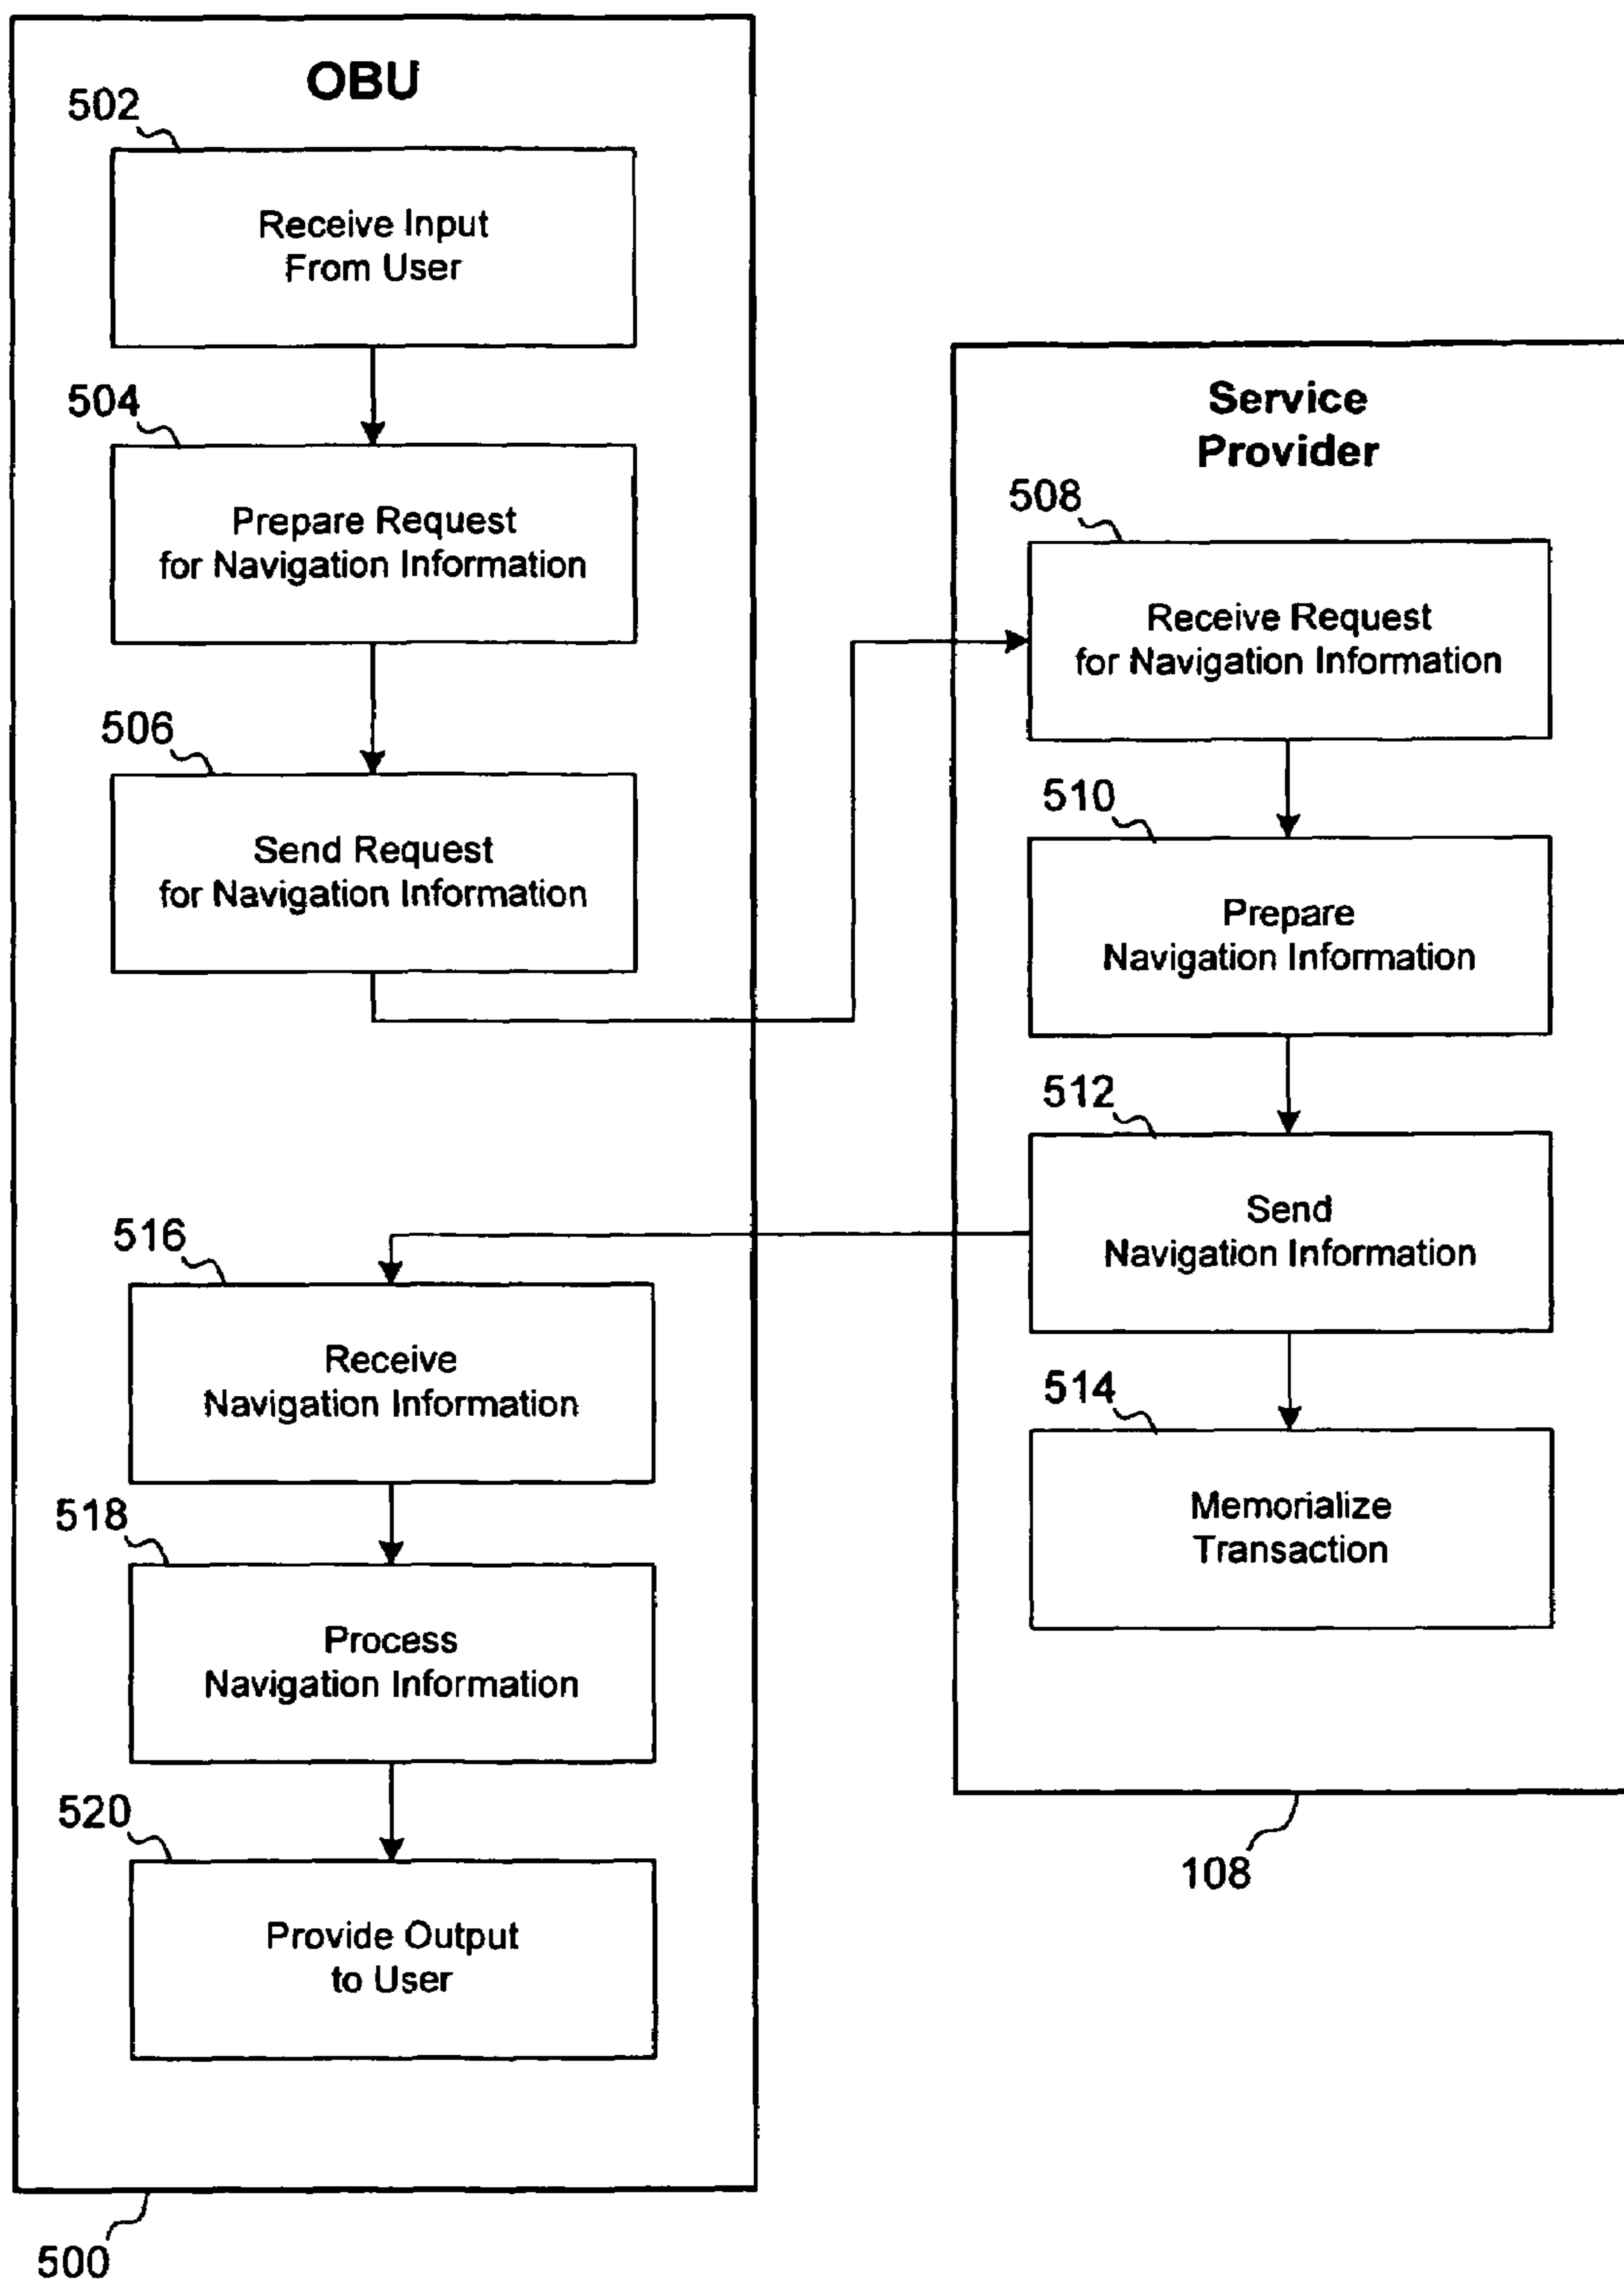 OBU
502
Receive Input
From User
504
Prepare Request
for Navigation Information
506
Send Request
for Navigation Information
Service
Provider
508
Receive Request
for Navigation Information
510
Prepare
Navigation Information
512
Send
Navigation Information
514
Memorialize
Transaction
108
516
Receive
Navigation Information
518
Process
Navigation Information
520
Provide Output
to User
500